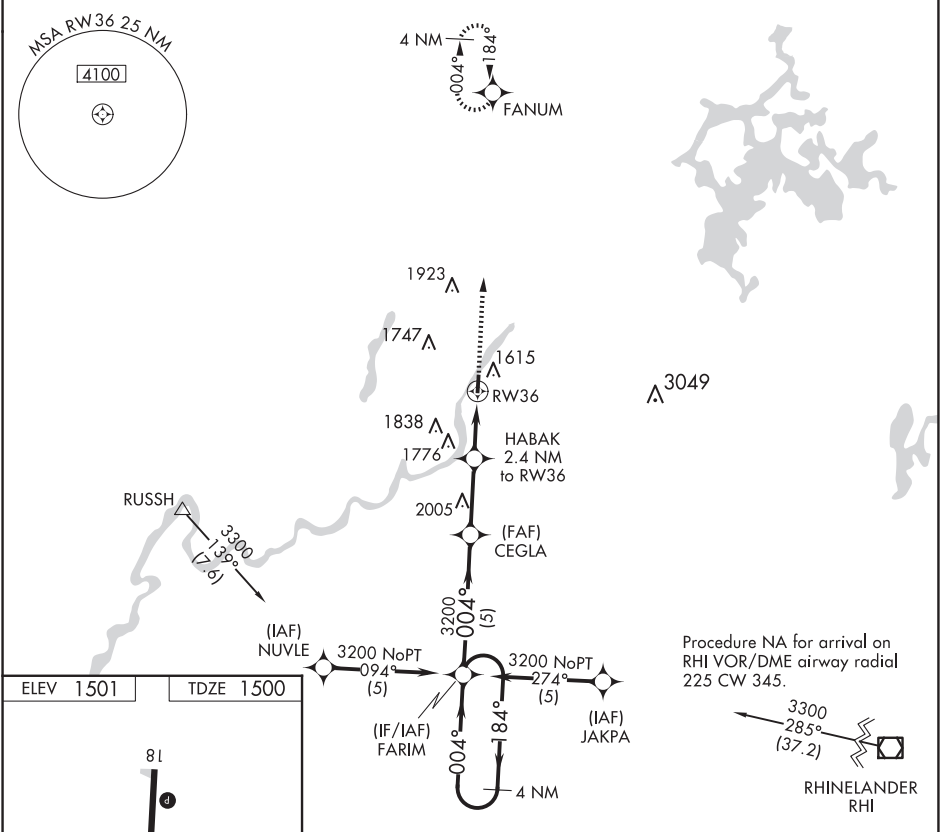 MSA RW36 25 NM
4100
4 NM
004°
184°
FANUM
1923
1747
1615
RW36
3049
1838
1776
HABAK
2.4 NM
to RW36
RUSSH
2005
(FAF)
CEGLA
3300
139°
(7.6)
3200
004°
(5)
(IAF)
NUVLE
3200 NoPT
094°
(5)
3200 NoPT
274°
(5)
(IF/IAF)
FARIM
004°
184°
4 NM
(IAF)
JAKPA
Procedure NA for arrival on
RHI VOR/DME airway radial
225 CW 345.
3300
285°
(37.2)
RHINELANDER
RHI
ELEV 1501
TDZE 1500
18
P